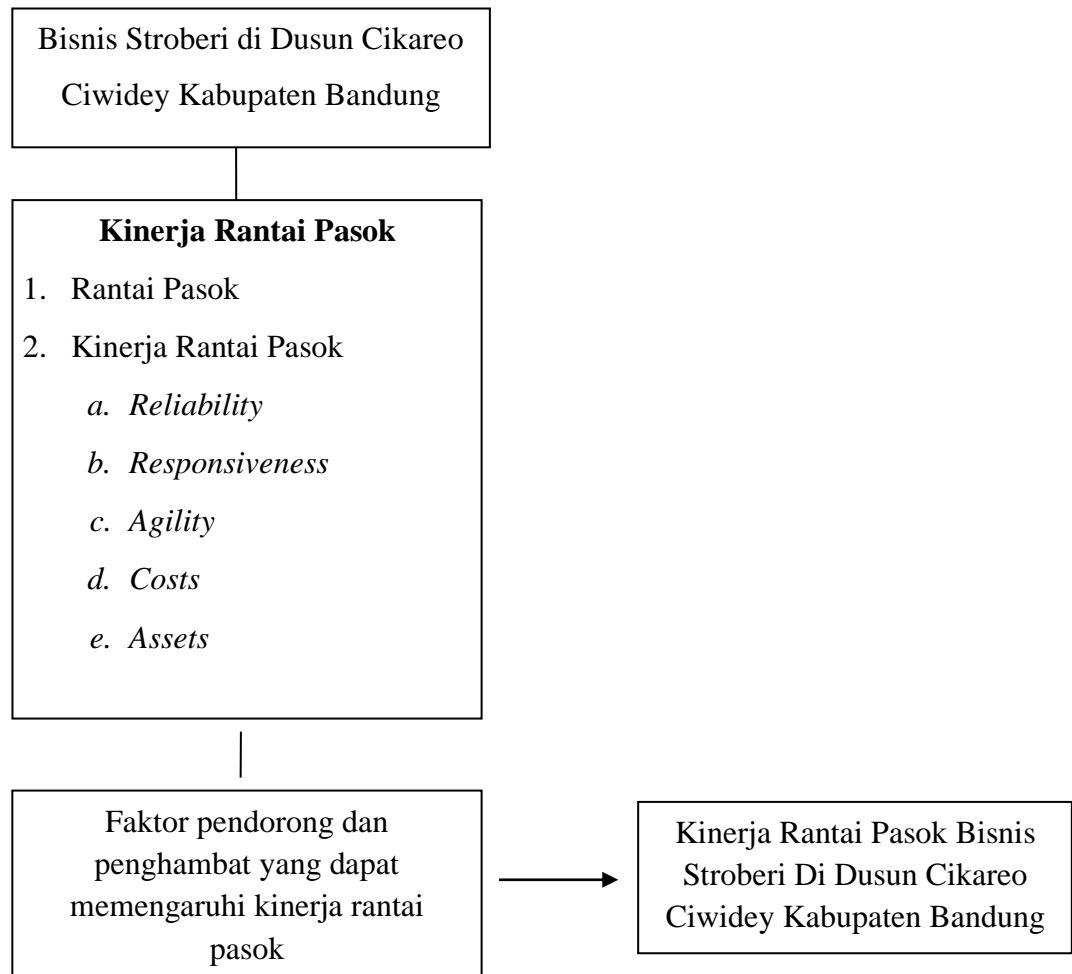 Bisnis Stroberi di Dusun Cikareo
Ciwidey Kabupaten Bandung
Kinerja Rantai Pasok
1. Rantai Pasok
2. Kinerja Rantai Pasok
a. Reliability
b. Responsiveness
c. Agility
d. Costs
e. Assets
Faktor pendorong dan
penghambat yang dapat
memengaruhi kinerja rantai
pasok
Kinerja Rantai Pasok Bisnis
Stroberi Di Dusun Cikareo
Ciwidey Kabupaten Bandung